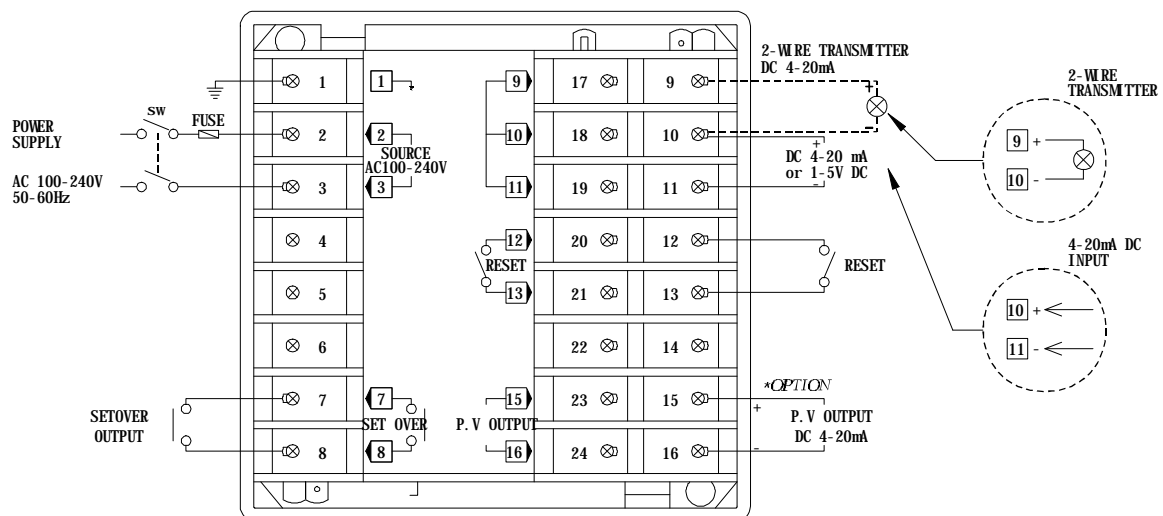 2-WIRE TRANSMITTER
DC 4-20mA
2-WIRE
TRANSMITTER
1 1 9 17 9
9 +
10 -
SW
FUSE
POWER
SUPPLY
2 2 10 18 10
SOURCE
AC100-240V
+
-
+
DC 4-20 mA
or 1-5V DC
-
AC 100-240V
50-60Hz
3 3 11 19 11
4 12 20 12
RESET
RESET
4-20mA DC
INPUT
5 13 21 13
10 +
11 -
6 22 14
*OPTION
7 7 15 23 15
SETOVER
OUTPUT
SET OVER
P.V OUTPUT
+
P.V OUTPUT
DC 4-20mA
-
8 8 16 24 16